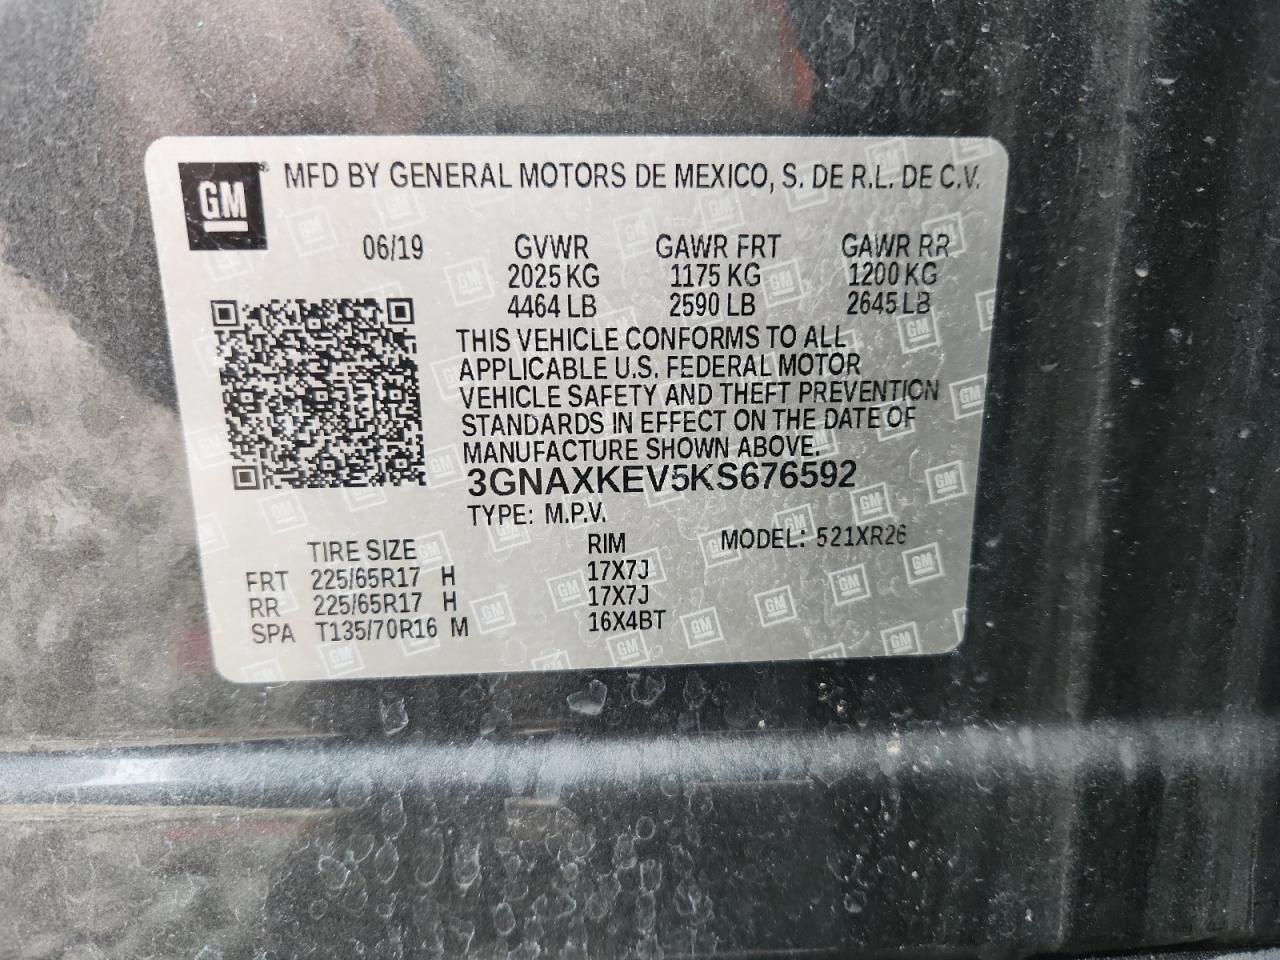 GM® MFD BY GENERAL MOTORS DE MEXICO, S. DE R.L. DE C.V.
06/19 GVWR GAWR FRT GAWR RR
2025 KG 1175 KG 1200 KG
4464 LB 2590 LB 2645 LB
THIS VEHICLE CONFORMS TO ALL
APPLICABLE U.S. FEDERAL MOTOR
VEHICLE SAFETY AND THEFT PREVENTION
STANDARDS IN EFFECT ON THE DATE OF
MANUFACTURE SHOWN ABOVE.
3GNAXKEV5KS676592
TYPE: M.P.V.
TIRE SIZE RIM MODEL: 521XR26
FRT 225/65R17 H 17X7J
RR 225/65R17 H 17X7J
SPA T135/70R16 M 16X4BT